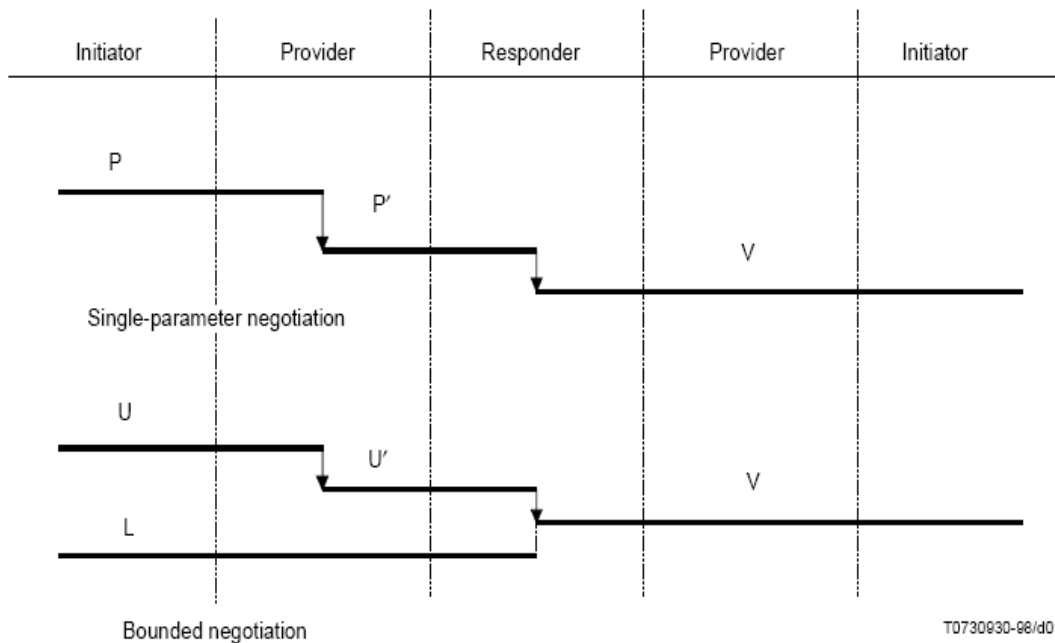 Initiator Provider Responder Provider Initiator
P
P′
V
Single-parameter negotiation
U
U′
V
L
Bounded negotiation
T0730930-98/d0